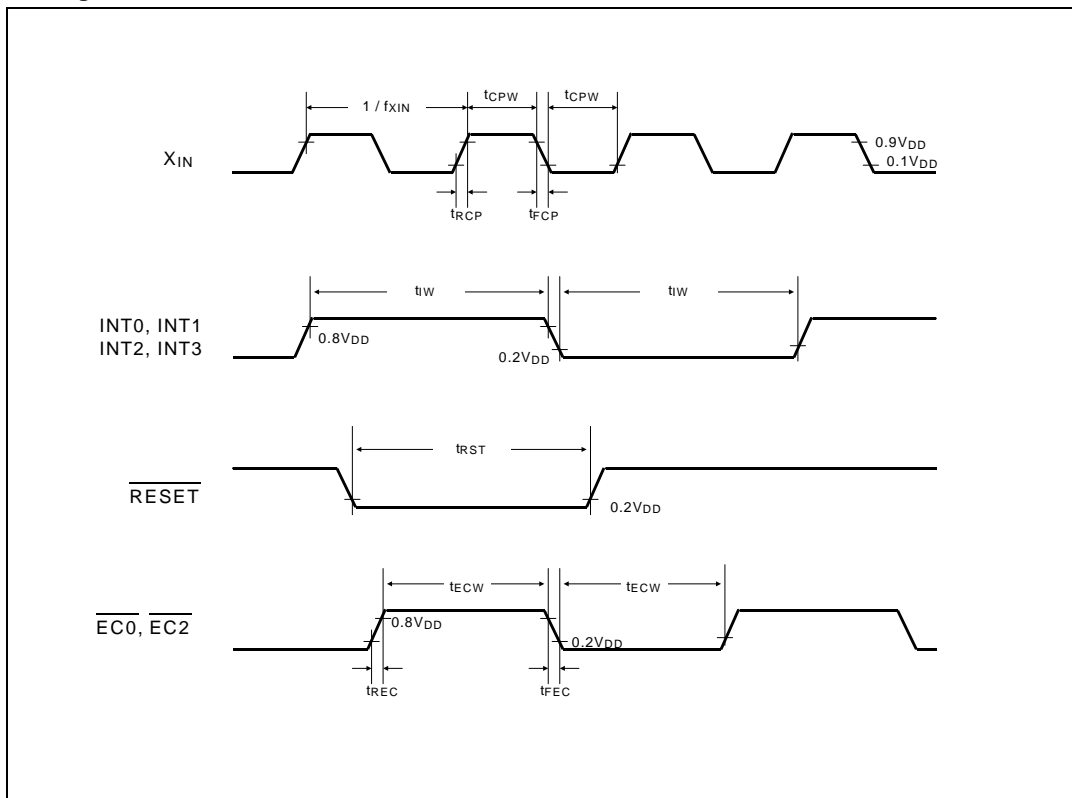 1 / fXIN
tCPW
tCPW
XIN
0.9VDD
0.1VDD
tRCP
tFCP
tIW
tIW
INT0, INT1
INT2, INT3
0.8VDD
0.2VDD
tRST
RESET
0.2VDD
tECW
tECW
EC0, EC2
0.8VDD
0.2VDD
tREC
tFEC